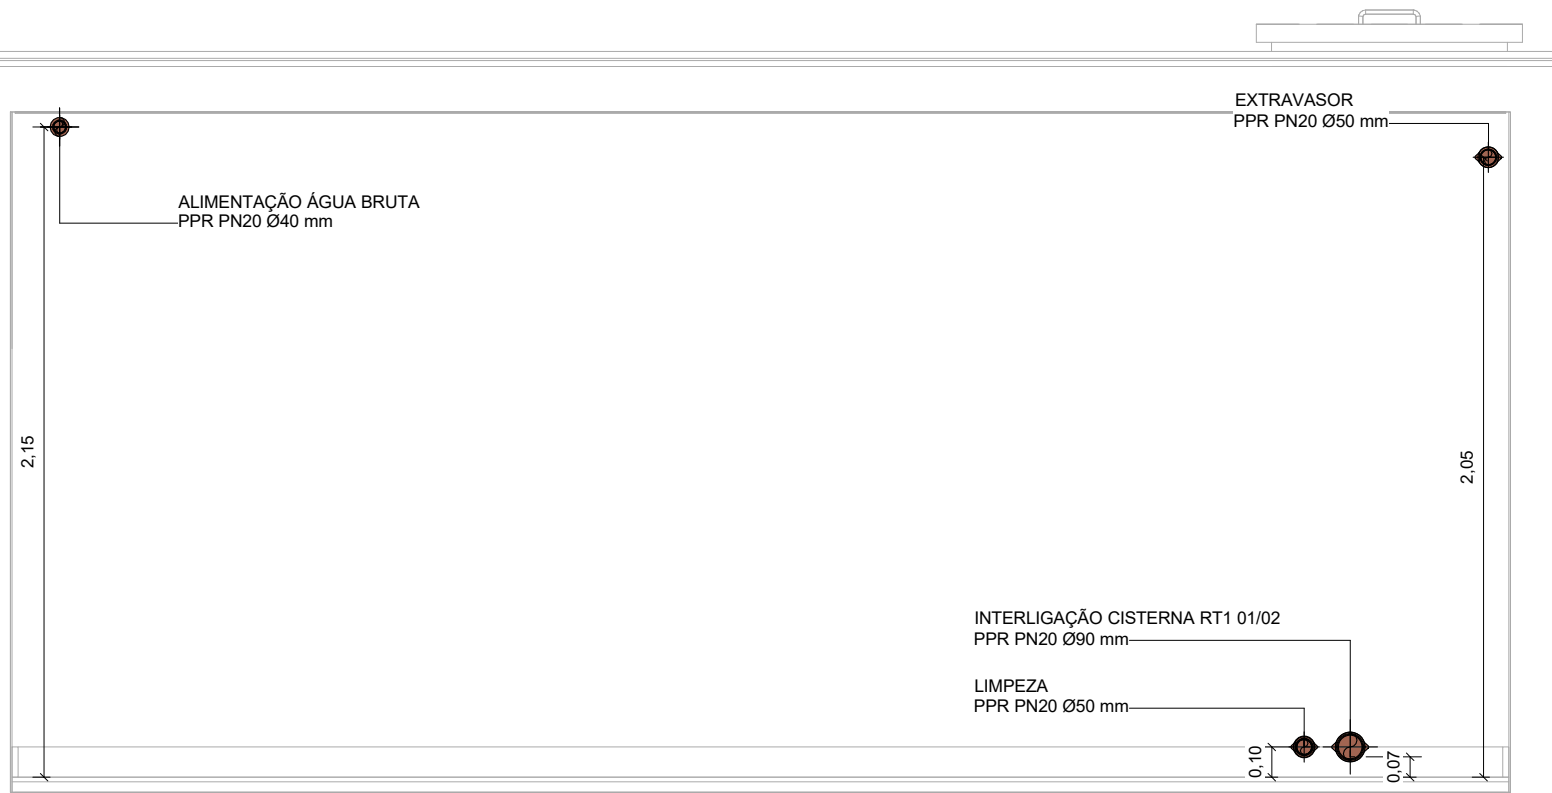 EXTRAVASOR
PPR PN20 Ø50 mm
ALIMENTAÇÃO ÁGUA BRUTA
PPR PN20 Ø40 mm
2,15
2,05
INTERLIGAÇÃO CISTERNA RT1 01/02
PPR PN20 Ø90 mm
LIMPEZA
PPR PN20 Ø50 mm
0,10
0,07